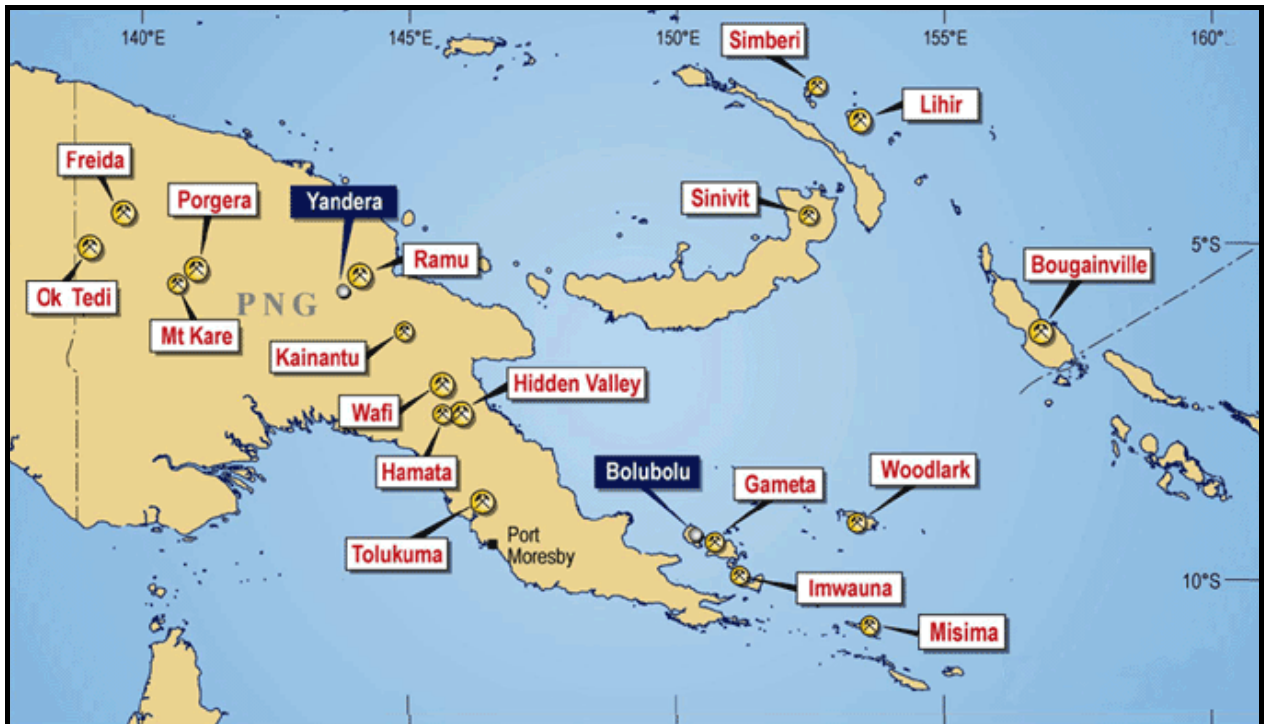 140°E
145°E
150°E
155°E
160°
Simberi
Lihir
Freida
Porgera
Yandera
Sinivit
Ramu
5°S
Bougainville
Ok Tedi
PNG
Mt Kare
Kainantu
Hidden Valley
Wafi
Hamata
Bolubolu
Gameta
Woodlark
Tolukuma
Port
Moresby
Imwauna
10°S
Misima